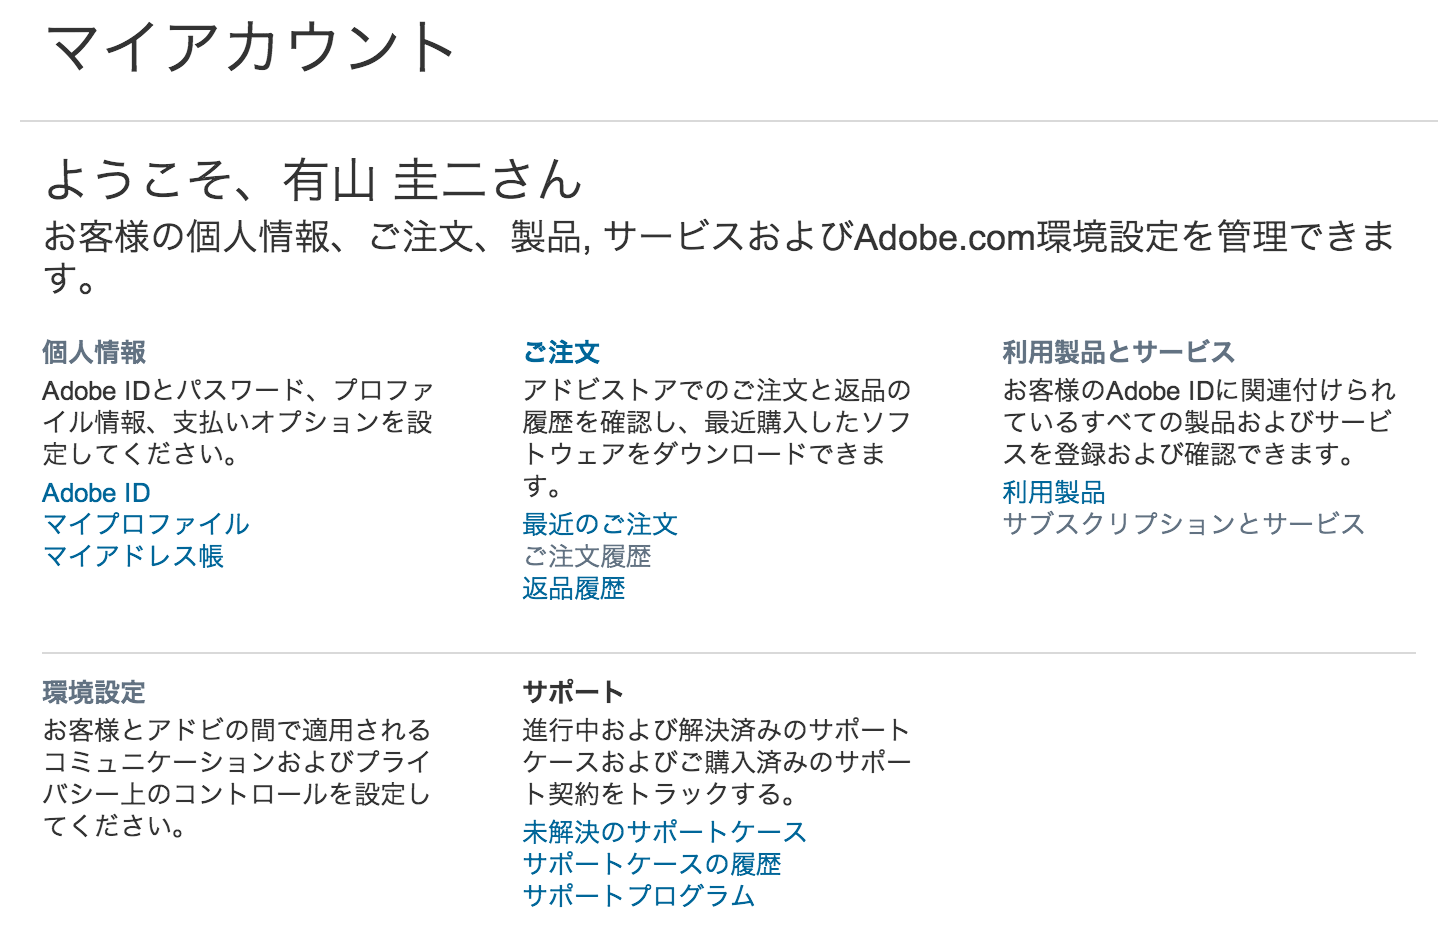 マイアカウント
ようこそ、有山 圭二さん
お客様の個人情報、ご注文、製品, サービスおよびAdobe.com環境設定を管理できま
す。
個人情報
Adobe IDとパスワード、プロファ
イル情報、支払いオプションを設
定してください。
Adobe ID
マイプロファイル
マイアドレス帳
ご注文
アドビストアでのご注文と返品の
履歴を確認し、最近購入したソフ
トウェアをダウンロードできま
す。
最近のご注文
ご注文履歴
返品履歴
利用製品とサービス
お客様のAdobe IDに関連付けられ
ているすべての製品およびサービ
スを登録および確認できます。
利用製品
サブスクリプションとサービス
環境設定
お客様とアドビの間で適用される
コミュニケーションおよびプライ
バシー上のコントロールを設定し
てください。
サポート
進行中および解決済みのサポート
ケースおよびご購入済みのサポー
ト契約をトラックする。
未解決のサポートケース
サポートケースの履歴
サポートプログラム